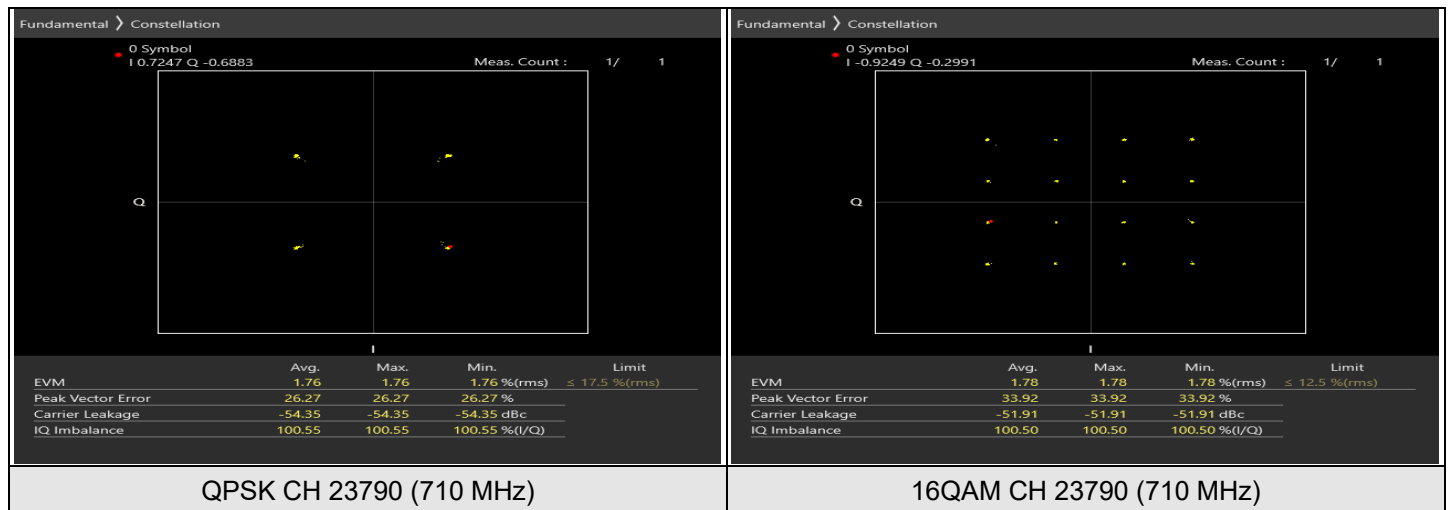 Fundamental ❯ Constellation
0 Symbol
I 0.7247 Q -0.6883 Meas. Count : 1/ 1
Q
I
Avg. Max. Min. Limit
EVM 1.76 1.76 1.76 %(rms) ≤ 17.5 %(rms)
Peak Vector Error 26.27 26.27 26.27 %
Carrier Leakage -54.35 -54.35 -54.35 dBc
IQ Imbalance 100.55 100.55 100.55 %(I/Q)
QPSK CH 23790 (710 MHz)
Fundamental ❯ Constellation
0 Symbol
I -0.9249 Q -0.2991 Meas. Count : 1/ 1
Q
I
Avg. Max. Min. Limit
EVM 1.78 1.78 1.78 %(rms) ≤ 12.5 %(rms)
Peak Vector Error 33.92 33.92 33.92 %
Carrier Leakage -51.91 -51.91 -51.91 dBc
IQ Imbalance 100.50 100.50 100.50 %(I/Q)
16QAM CH 23790 (710 MHz)